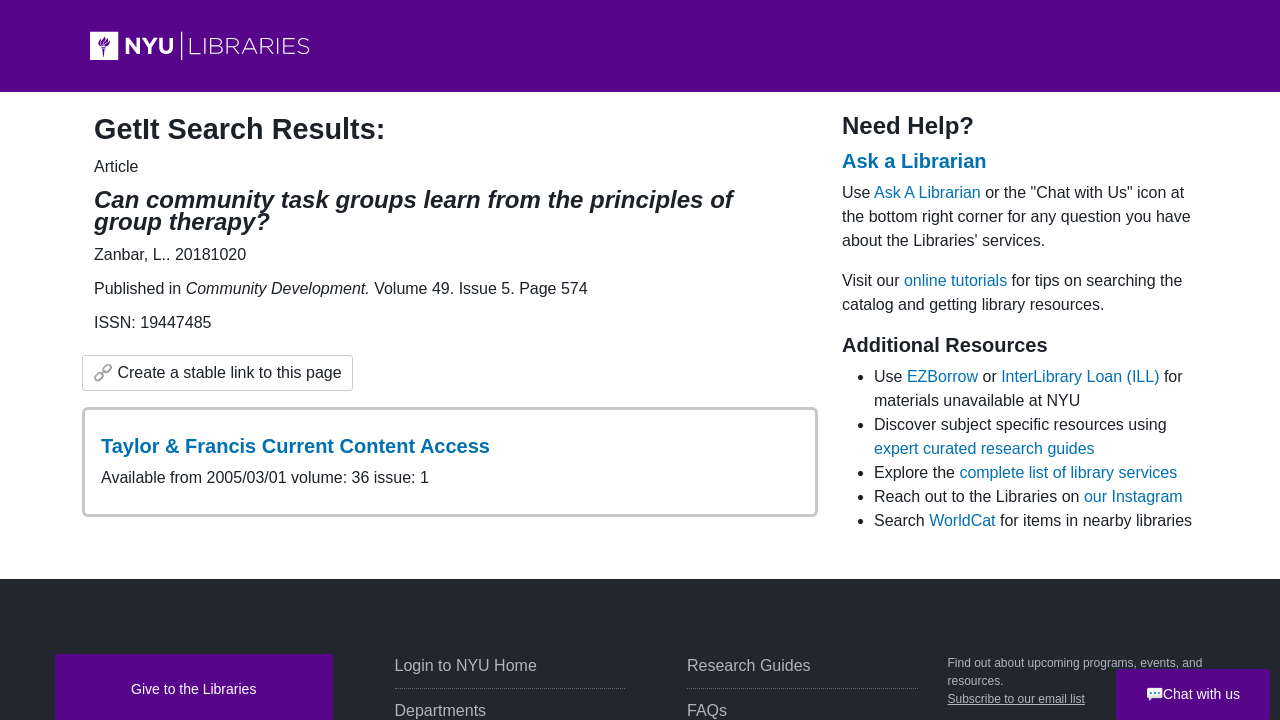 NYU LIBRARIES
GetIt Search Results:
Article
Can community task groups learn from the principles of
group therapy?
Zanbar, L.. 20181020
Published in Community Development. Volume 49. Issue 5. Page 574
ISSN: 19447485
Create a stable link to this page
Taylor & Francis Current Content Access
Available from 2005/03/01 volume: 36 issue: 1
Need Help?
Ask a Librarian
Use Ask A Librarian or the "Chat with Us" icon at
the bottom right corner for any question you have
about the Libraries' services.
Visit our online tutorials for tips on searching the
catalog and getting library resources.
Additional Resources
Use EZBorrow or InterLibrary Loan (ILL) for
materials unavailable at NYU
Discover subject specific resources using
expert curated research guides
Explore the complete list of library services
Reach out to the Libraries on our Instagram
Search WorldCat for items in nearby libraries
Give to the Libraries
Login to NYU Home
Departments
Research Guides
FAQs
Find out about upcoming programs, events, and
resources.
Subscribe to our email list
Chat with us